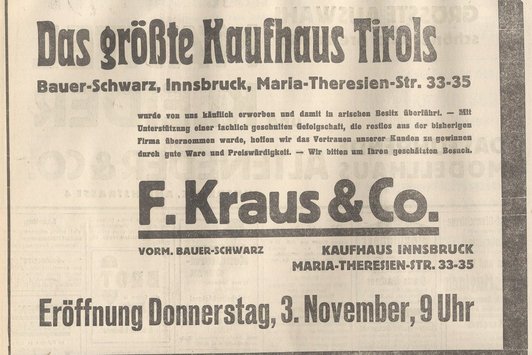 Das größte Kaufhaus Tirols
Bauer-Schwarz, Innsbruck, Maria-Theresien-Str. 33-35
wurde von uns käuflich erworben und damit in arischen Besitz überführt. — Mit
Unterstützung einer fachlich geschulten Gefolgschaft, die restlos aus der bisherigen
Firma übernommen wurde, hoffen wir das Vertrauen unserer Kunden zu gewinnen
durch gute Ware und Preiswürdigkeit. — Wir bitten um Ihren geschätzten Besuch.
F. Kraus & Co.
VORM. BAUER-SCHWARZ KAUFHAUS INNSBRUCK
MARIA-THERESIEN-STR. 33-35
Eröffnung Donnerstag, 3. November, 9 Uhr